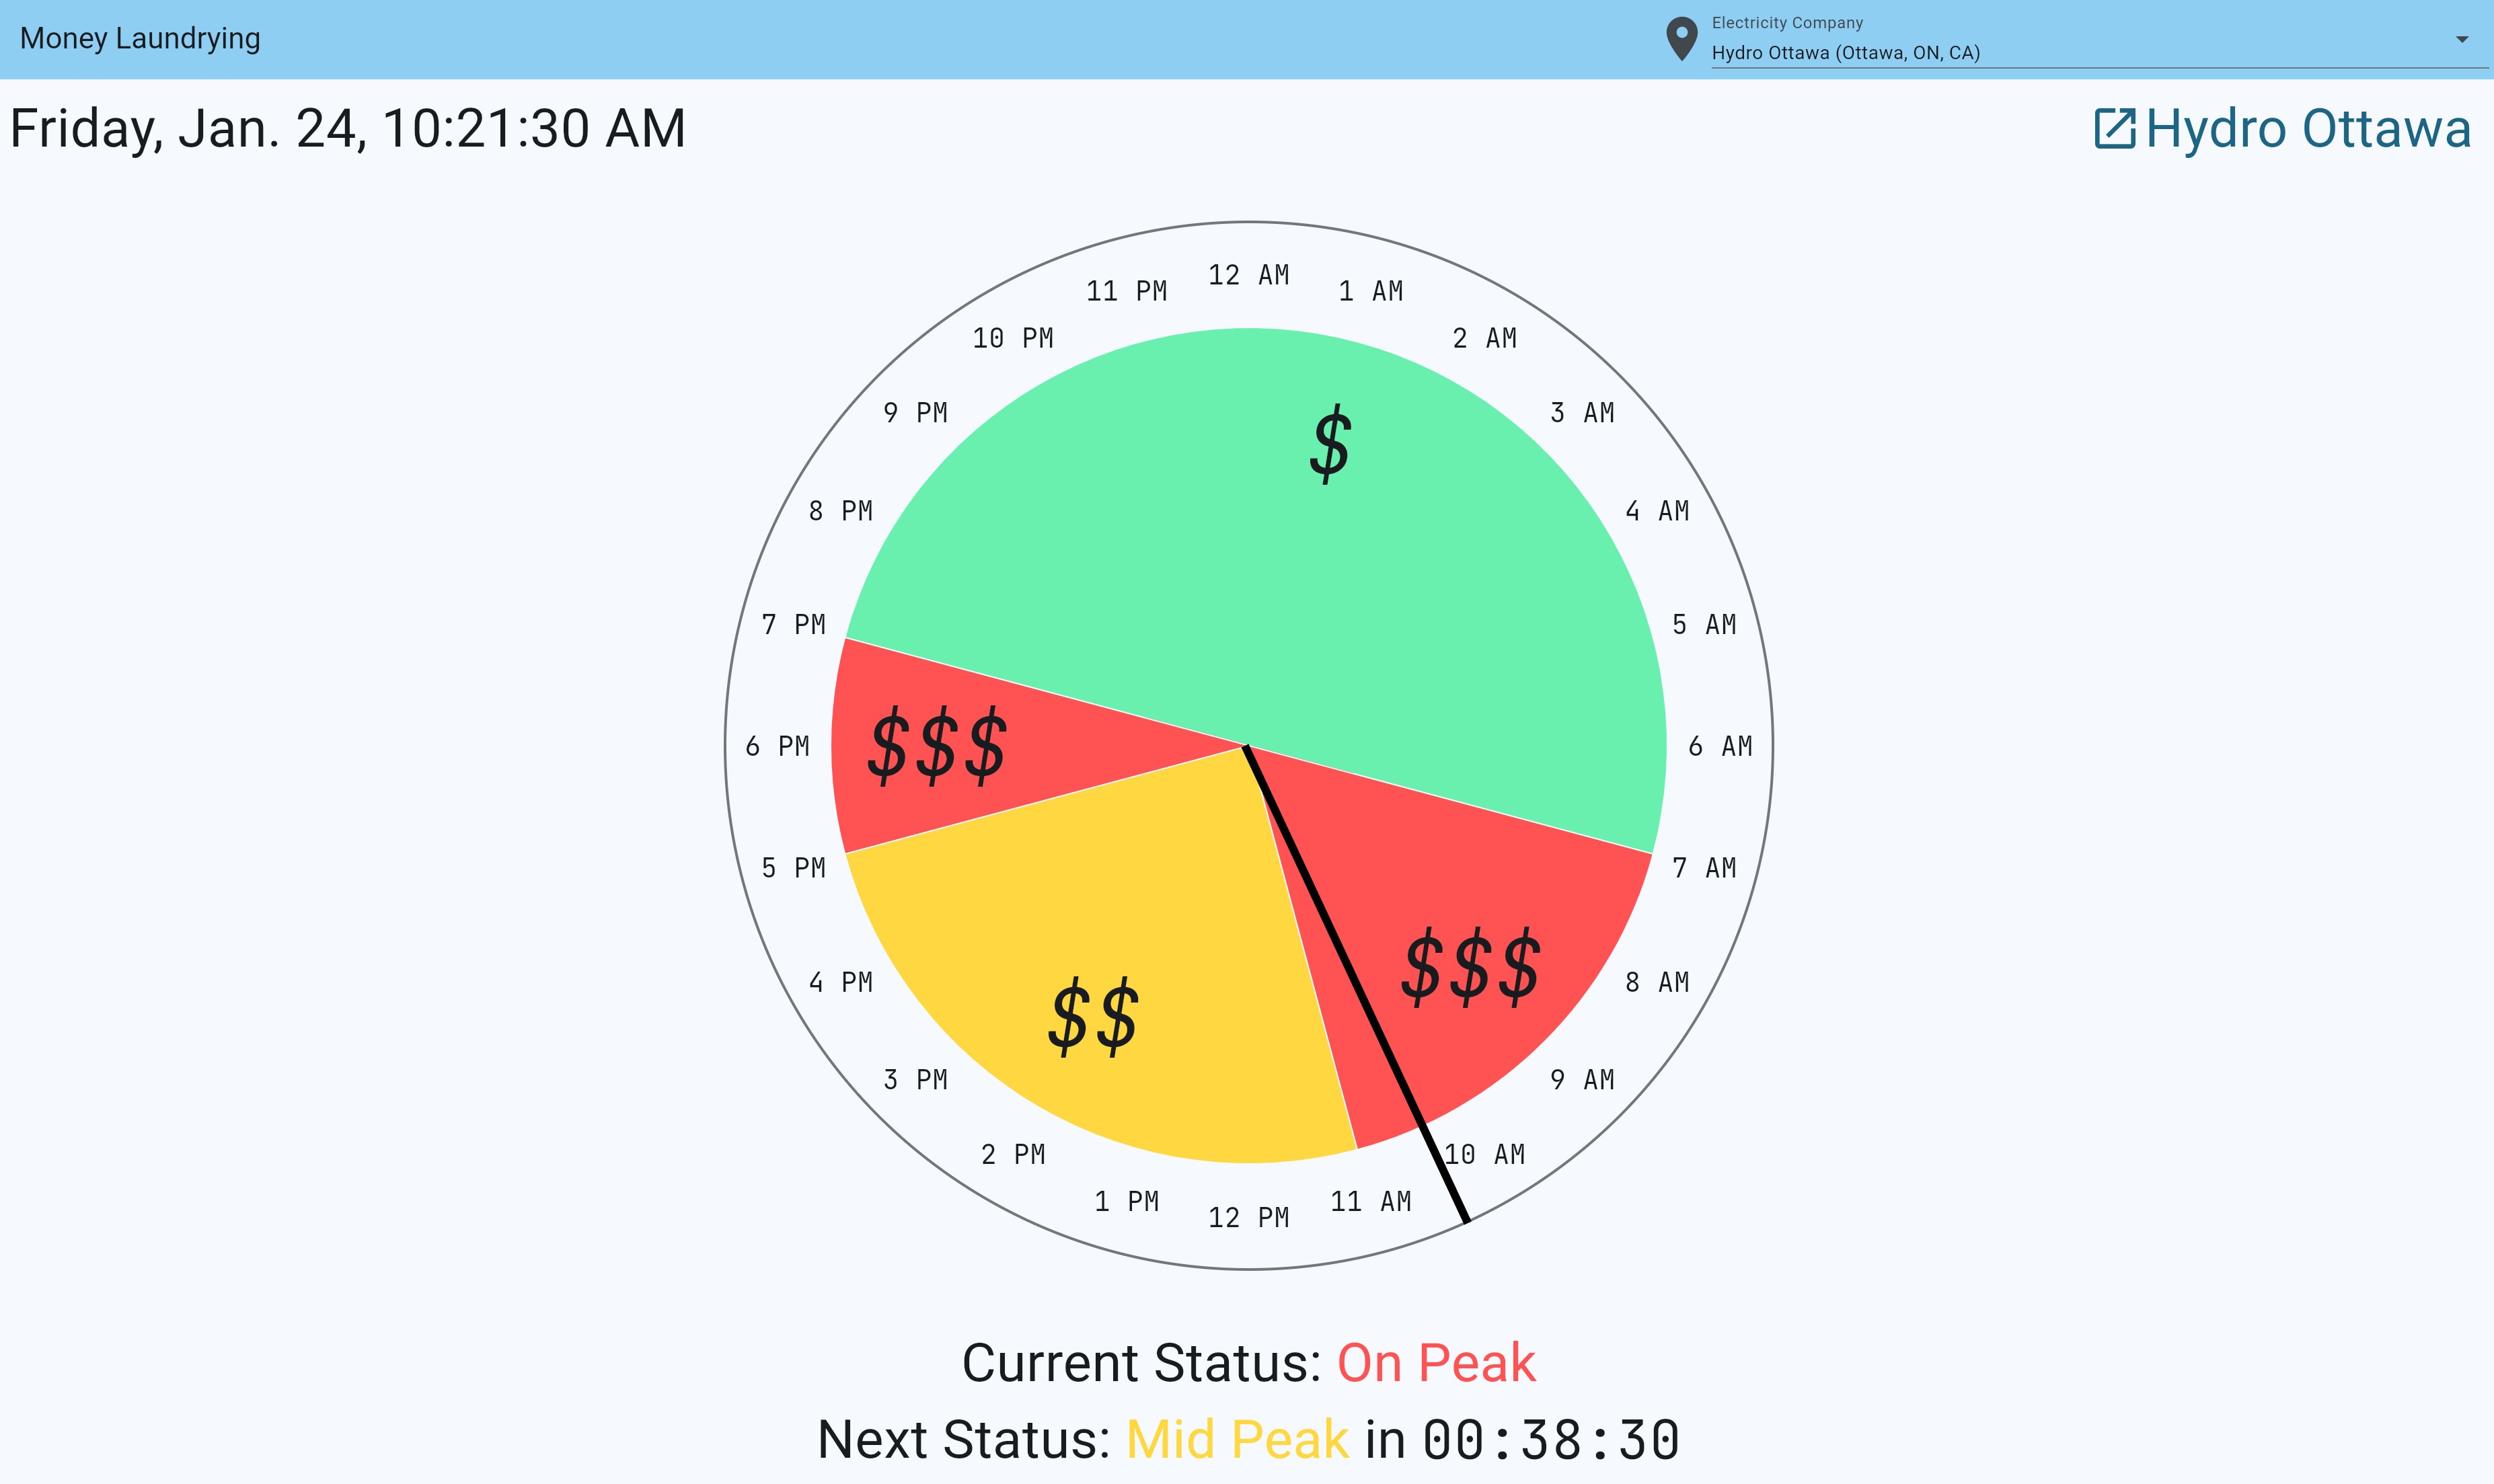 Money Laundrying
Electricity Company
Hydro Ottawa (Ottawa, ON, CA)
Friday, Jan. 24, 10:21:30 AM
Hydro Ottawa
12 AM
1 AM
2 AM
3 AM
4 AM
5 AM
6 AM
7 AM
8 AM
9 AM
10 AM
11 AM
12 PM
1 PM
2 PM
3 PM
4 PM
5 PM
6 PM
7 PM
8 PM
9 PM
10 PM
11 PM
$
$$$
$$
$$$
Current Status: On Peak
Next Status: Mid Peak in 00:38:30